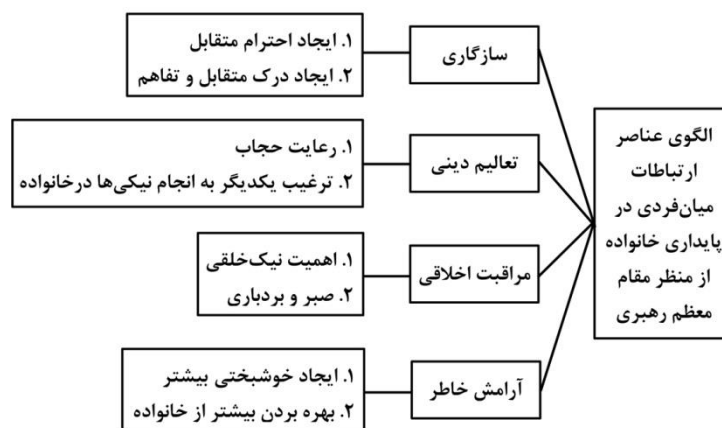 الگوی عناصر
ارتباطات
میان‌فردی در
پایداری خانواده
از منظر مقام
معظم رهبری
سازگاری
۱. ایجاد احترام متقابل
۲. ایجاد درک متقابل و تفاهم
تعالیم دینی
۱. رعایت حجاب
۲. ترغیب یکدیگر به انجام نیکی‌ها درخانواده
مراقبت اخلاقی
۱. اهمیت نیک‌خلقی
۲. صبر و بردباری
آرامش خاطر
۱. ایجاد خوشبختی بیشتر
۲. بهره بردن بیشتر از خانواده